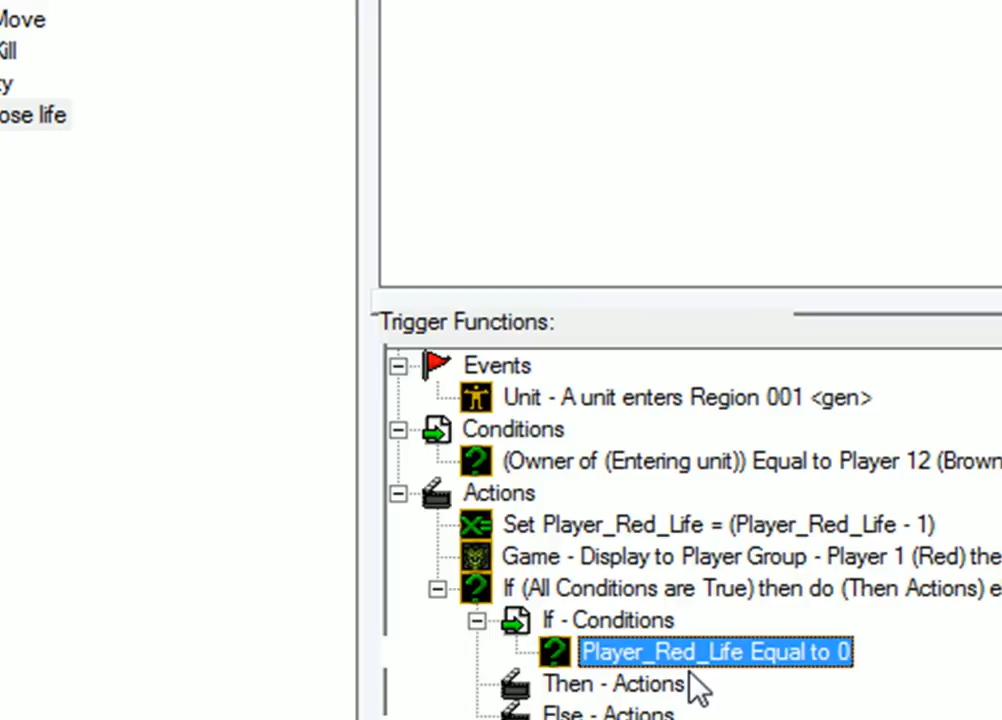 Move
Kill
ty
ose life
Trigger Functions:
Events
Unit - A unit enters Region 001 <gen>
Conditions
(Owner of (Entering unit)) Equal to Player 12 (Brown
Actions
Set Player_Red_Life = (Player_Red_Life - 1)
Game - Display to Player Group - Player 1 (Red) the
If (All Conditions are True) then do (Then Actions) e
If - Conditions
Player_Red_Life Equal to 0
Then - Actions
Else - Actions